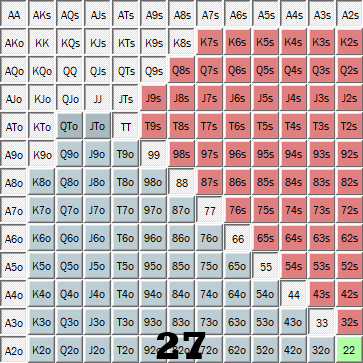 AA AKs AQs AJs ATs A9s A8s A7s A6s A5s A4s A3s A2s
AKo KK KQs KJs KTs K9s K8s K7s K6s K5s K4s K3s K2s
AQo KQo QQ QJs QTs Q9s Q8s Q7s Q6s Q5s Q4s Q3s Q2s
AJo KJo QJo JJ JTs J9s J8s J7s J6s J5s J4s J3s J2s
ATo KTo QTo JTo TT T9s T8s T7s T6s T5s T4s T3s T2s
A9o K9o Q9o J9o T9o 99 98s 97s 96s 95s 94s 93s 92s
A8o K8o Q8o J8o T8o 98o 88 87s 86s 85s 84s 83s 82s
A7o K7o Q7o J7o T7o 97o 87o 77 76s 75s 74s 73s 72s
A6o K6o Q6o J6o T6o 96o 86o 76o 66 65s 64s 63s 62s
A5o K5o Q5o J5o T5o 95o 85o 75o 65o 55 54s 53s 52s
A4o K4o Q4o J4o T4o 94o 84o 74o 64o 54o 44 43s 42s
A3o K3o Q3o J3o T3o 93o 83o 73o 63o 53o 43o 33 32s
A2o K2o Q2o J2o T2o 62o 52o 42o 32o 22
27